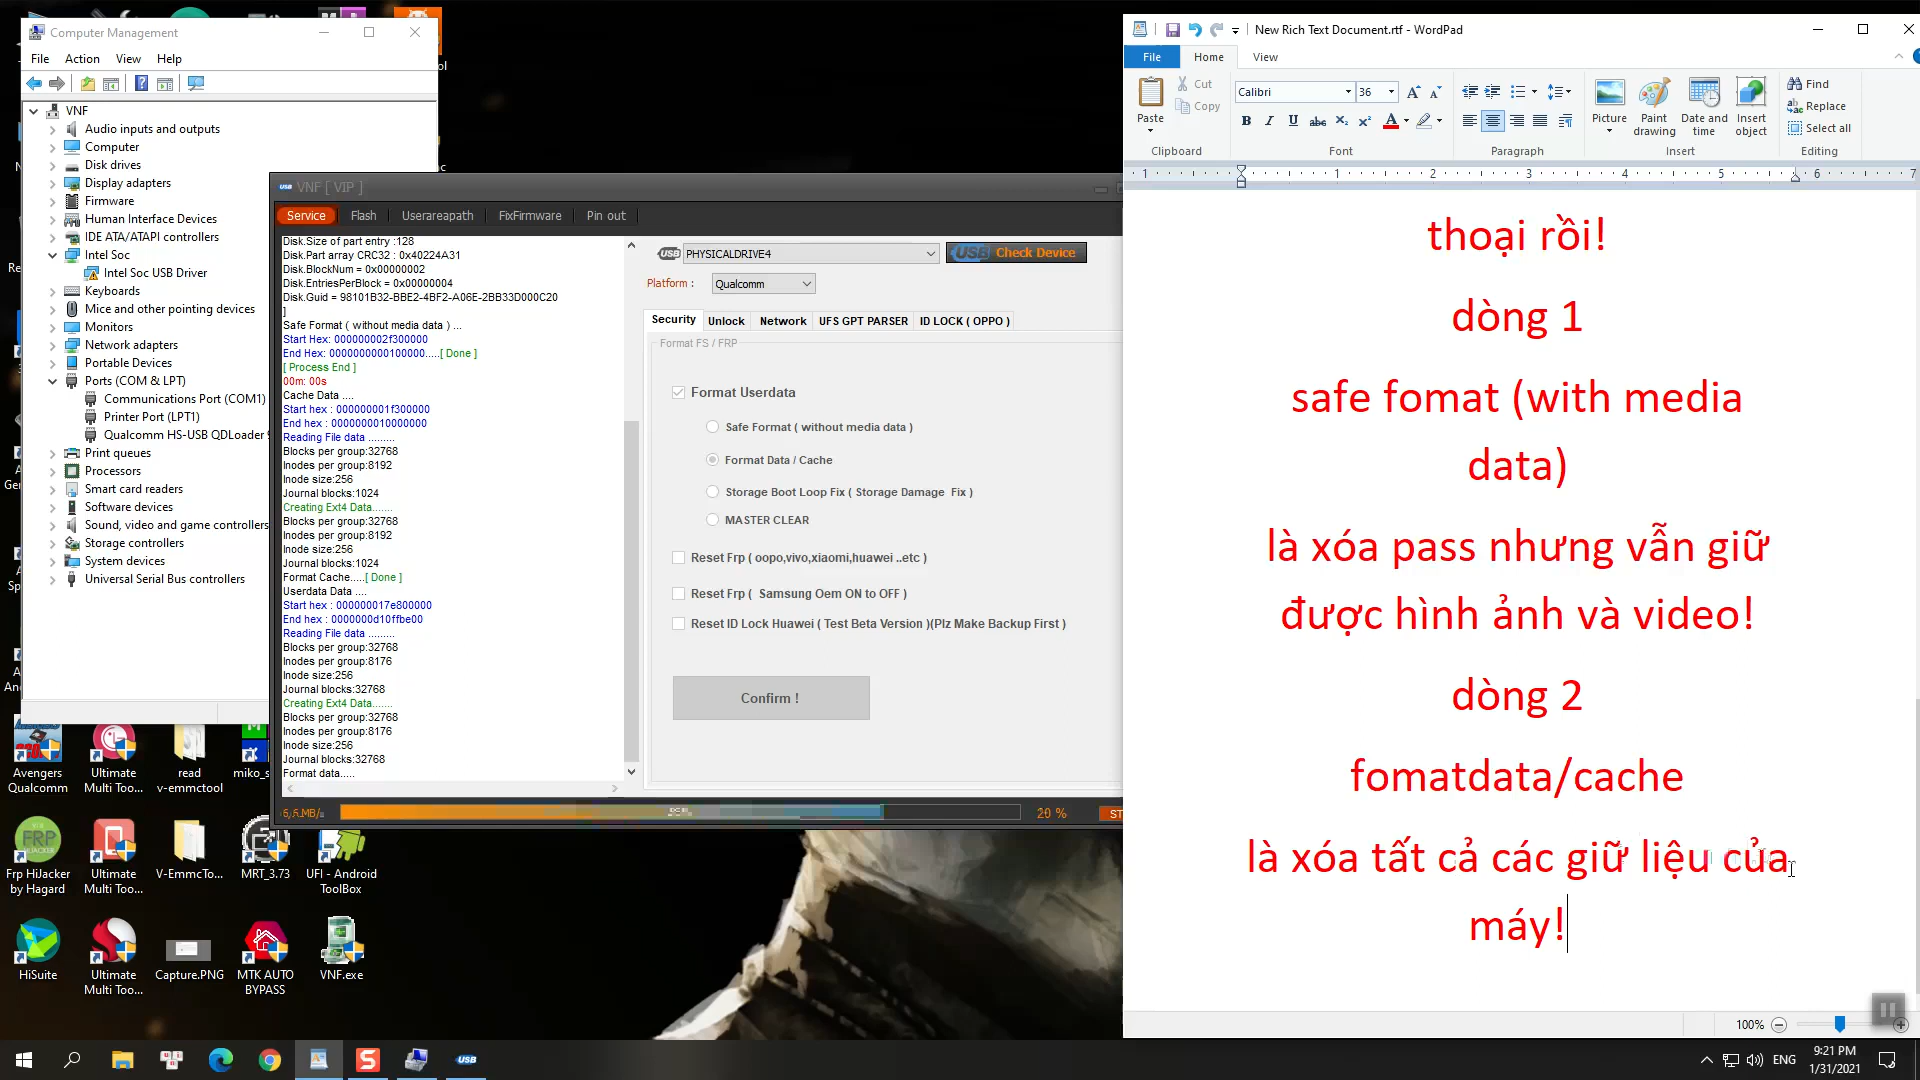 Computer Management
File Action View Help
VNF
Audio inputs and outputs
Computer
Disk drives
Display adapters
Firmware
Human Interface Devices
IDE ATA/ATAPI controllers
Intel Soc
Intel Soc USB Driver
Keyboards
Mice and other pointing devices
Monitors
Network adapters
Portable Devices
Ports (COM & LPT)
Communications Port (COM1)
Printer Port (LPT1)
Qualcomm HS-USB QDLoader
Print queues
Processors
Smart card readers
Software devices
Sound, video and game controllers
Storage controllers
System devices
Universal Serial Bus controllers
VNF [ VIP ]
Service Flash Userareapath FixFirmware Pin out
Disk.Size of part entry :128
Disk.Part array CRC32 : 0x40224A31
Disk.BlockNum = 0x00000002
Disk.EntriesPerBlock = 0x00000004
Disk.Guid = 98101B32-BBE2-4BF2-A06E-2BB33D000C20
]
Safe Format ( without media data ) ...
Start Hex: 000000002f300000
End Hex: 0000000000100000.....[ Done ]
[ Process End ]
00m: 00s
Cache Data ....
Start hex : 000000001f300000
End hex : 0000000010000000
Reading File data .........
Blocks per group:32768
Inodes per group:8192
Inode size:256
Journal blocks:1024
Creating Ext4 Data.......
Blocks per group:32768
Inodes per group:8192
Inode size:256
Journal blocks:1024
Format Cache.....[ Done ]
Userdata Data ....
Start hex : 000000017e800000
End hex : 0000000d10ffbe00
Reading File data .........
Blocks per group:32768
Inodes per group:8176
Inode size:256
Journal blocks:32768
Creating Ext4 Data.......
Blocks per group:32768
Inodes per group:8176
Inode size:256
Journal blocks:32768
Format data.....
USB PHYSICALDRIVE4 USB Check Device
Platform : Qualcomm
Security Unlock Network UFS GPT PARSER ID LOCK ( OPPO )
Format FS / FRP
Format Userdata
Safe Format ( without media data )
Format Data / Cache
Storage Boot Loop Fix ( Storage Damage Fix )
MASTER CLEAR
Reset Frp ( oopo,vivo,xiaomi,huawei ..etc )
Reset Frp ( Samsung Oem ON to OFF )
Reset ID Lock Huawei ( Test Beta Version )(Plz Make Backup First )
Confirm !
20 %
ST
New Rich Text Document.rtf - WordPad
File Home View
Paste Cut Copy
Clipboard
Calibri 36
Font
Paragraph
Picture Paint drawing Date and time Insert object
Insert
Find
Replace
Select all
Editing
1 1 2 3 4 5 6 7
thoại rồi!
dòng 1
safe fomat (with media
data)
là xóa pass nhưng vẫn giữ
được hình ảnh và video!
dòng 2
fomatdata/cache
là xóa tất cả các giữ liệu của
máy!
100%
Avengers Qualcomm
Ultimate Multi Too...
read v-emmctool
miko_s
Frp HiJacker by Hagard
Ultimate Multi Too...
V-EmmcTo...
MRT_3.73
UFI - Android ToolBox
HiSuite
Ultimate Multi Too...
Capture.PNG
MTK AUTO BYPASS
VNF.exe
USB
ENG
9:21 PM
1/31/2021